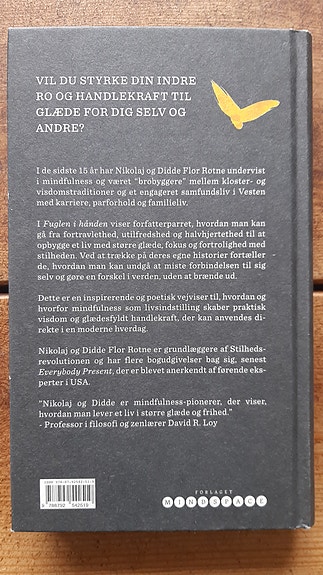 VIL DU STYRKE DIN INDRE
RO OG HANDLEKRAFT TIL
GLÆDE FOR DIG SELV OG
ANDRE?
I de sidste 15 år har Nikolaj og Didde Flor Rotne undervist
i mindfulness og været "brobyggere" mellem kloster- og
visdomstraditioner og et engageret samfundsliv i Vesten
med karriere, parforhold og familieliv.
I Fuglen i hånden viser forfatterparret, hvordan man kan
gå fra fortravlethed, utilfredshed og halvhjertethed til at
opbygge et liv med større glæde, fokus og fortrolighed med
stilheden. Ved at trække på deres egne historier fortæller
de, hvordan man kan undgå at miste forbindelsen til sig
selv og gøre en forskel i verden, uden at brænde ud.
Dette er en inspirerende og poetisk vejviser til, hvordan og
hvorfor mindfulness som livsindstilling skaber praktisk
visdom og glædesfyldt handlekraft, der kan anvendes di-
rekte i en moderne hverdag.
Nikolaj og Didde Flor Rotne er grundlæggere af Stilheds-
revolutionen og har flere bogudgivelser bag sig, senest
Everybody Present, der er blevet anerkendt af førende eks-
perter i USA.
"Nikolaj og Didde er mindfulness-pionerer, der viser,
hvordan man lever et liv i større glæde og frihed."
- Professor i filosofi og zenlærer David R. Loy
FORLAGET
MINDSPACE